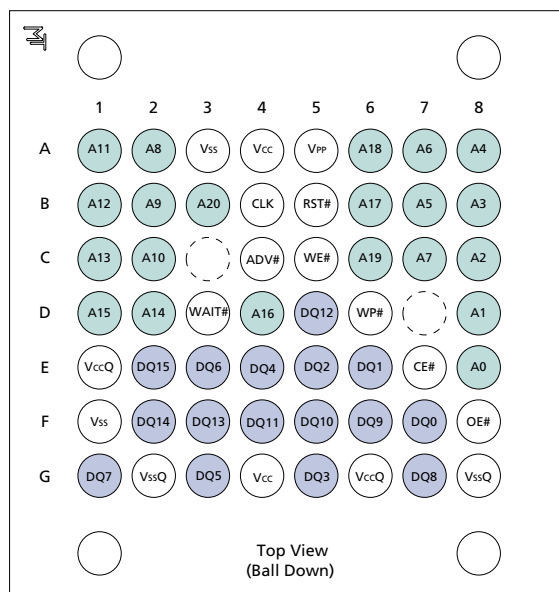 1 2 3 4 5 6 7 8
A A11 A8 Vss Vcc VPP A18 A6 A4
B A12 A9 A20 CLK RST# A17 A5 A3
C A13 A10 ADV# WE# A19 A7 A2
D A15 A14 WAIT# A16 DQ12 WP# A1
E VccQ DQ15 DQ6 DQ4 DQ2 DQ1 CE# A0
F Vss DQ14 DQ13 DQ11 DQ10 DQ9 DQ0 OE#
G DQ7 VssQ DQ5 Vcc DQ3 VccQ DQ8 VssQ
Top View
(Ball Down)